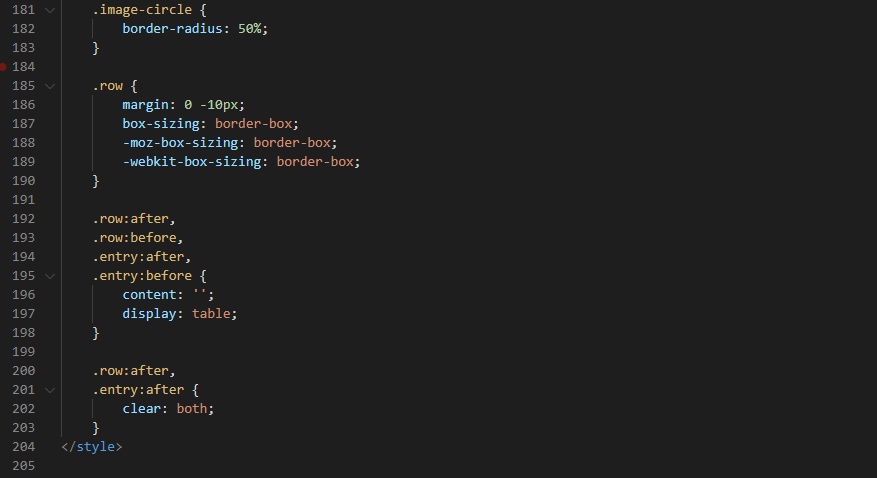 181 .image-circle {
182 border-radius: 50%;
183 }
184
185 .row {
186 margin: 0 -10px;
187 box-sizing: border-box;
188 -moz-box-sizing: border-box;
189 -webkit-box-sizing: border-box;
190 }
191
192 .row:after,
193 .row:before,
194 .entry:after,
195 .entry:before {
196 content: '';
197 display: table;
198 }
199
200 .row:after,
201 .entry:after {
202 clear: both;
203 }
204 </style>
205